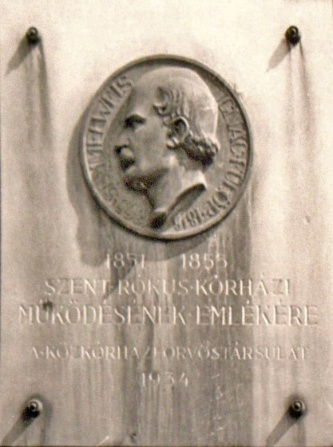 1851 1855
SZENT-RÓKUS-KÓRHÁZI
MŰKÖDÉSÉNEK-EMLÉKÉRE
A-KÖZKÓRHÁZI ORVOSTÁRSULAT
1934